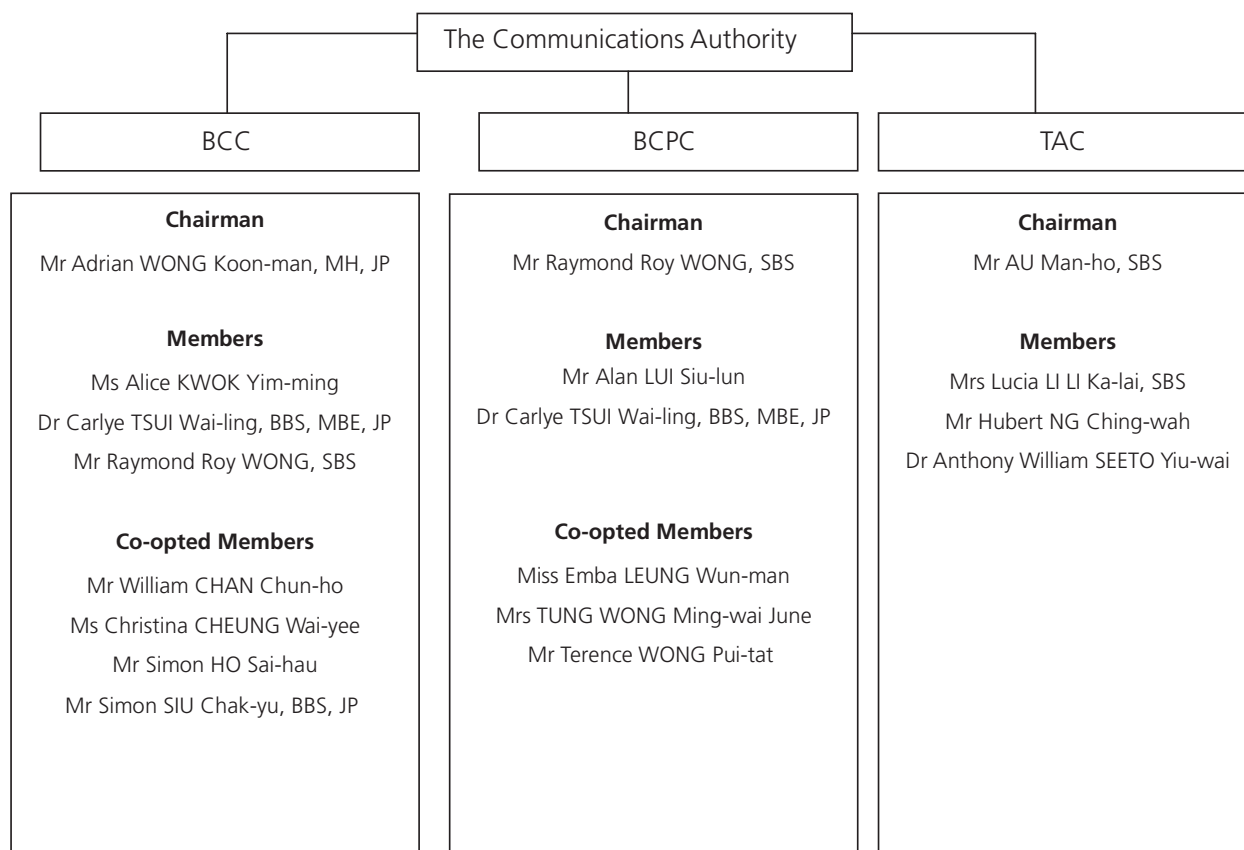 The Communications Authority
BCC
Chairman
Mr Adrian WONG Koon-man, MH, JP
Members
Ms Alice KWOK Yim-ming
Dr Carlye TSUI Wai-ling, BBS, MBE, JP
Mr Raymond Roy WONG, SBS
Co-opted Members
Mr William CHAN Chun-ho
Ms Christina CHEUNG Wai-yee
Mr Simon HO Sai-hau
Mr Simon SIU Chak-yu, BBS, JP
BCPC
Chairman
Mr Raymond Roy WONG, SBS
Members
Mr Alan LUI Siu-lun
Dr Carlye TSUI Wai-ling, BBS, MBE, JP
Co-opted Members
Miss Emba LEUNG Wun-man
Mrs TUNG WONG Ming-wai June
Mr Terence WONG Pui-tat
TAC
Chairman
Mr AU Man-ho, SBS
Members
Mrs Lucia LI LI Ka-lai, SBS
Mr Hubert NG Ching-wah
Dr Anthony William SEETO Yiu-wai